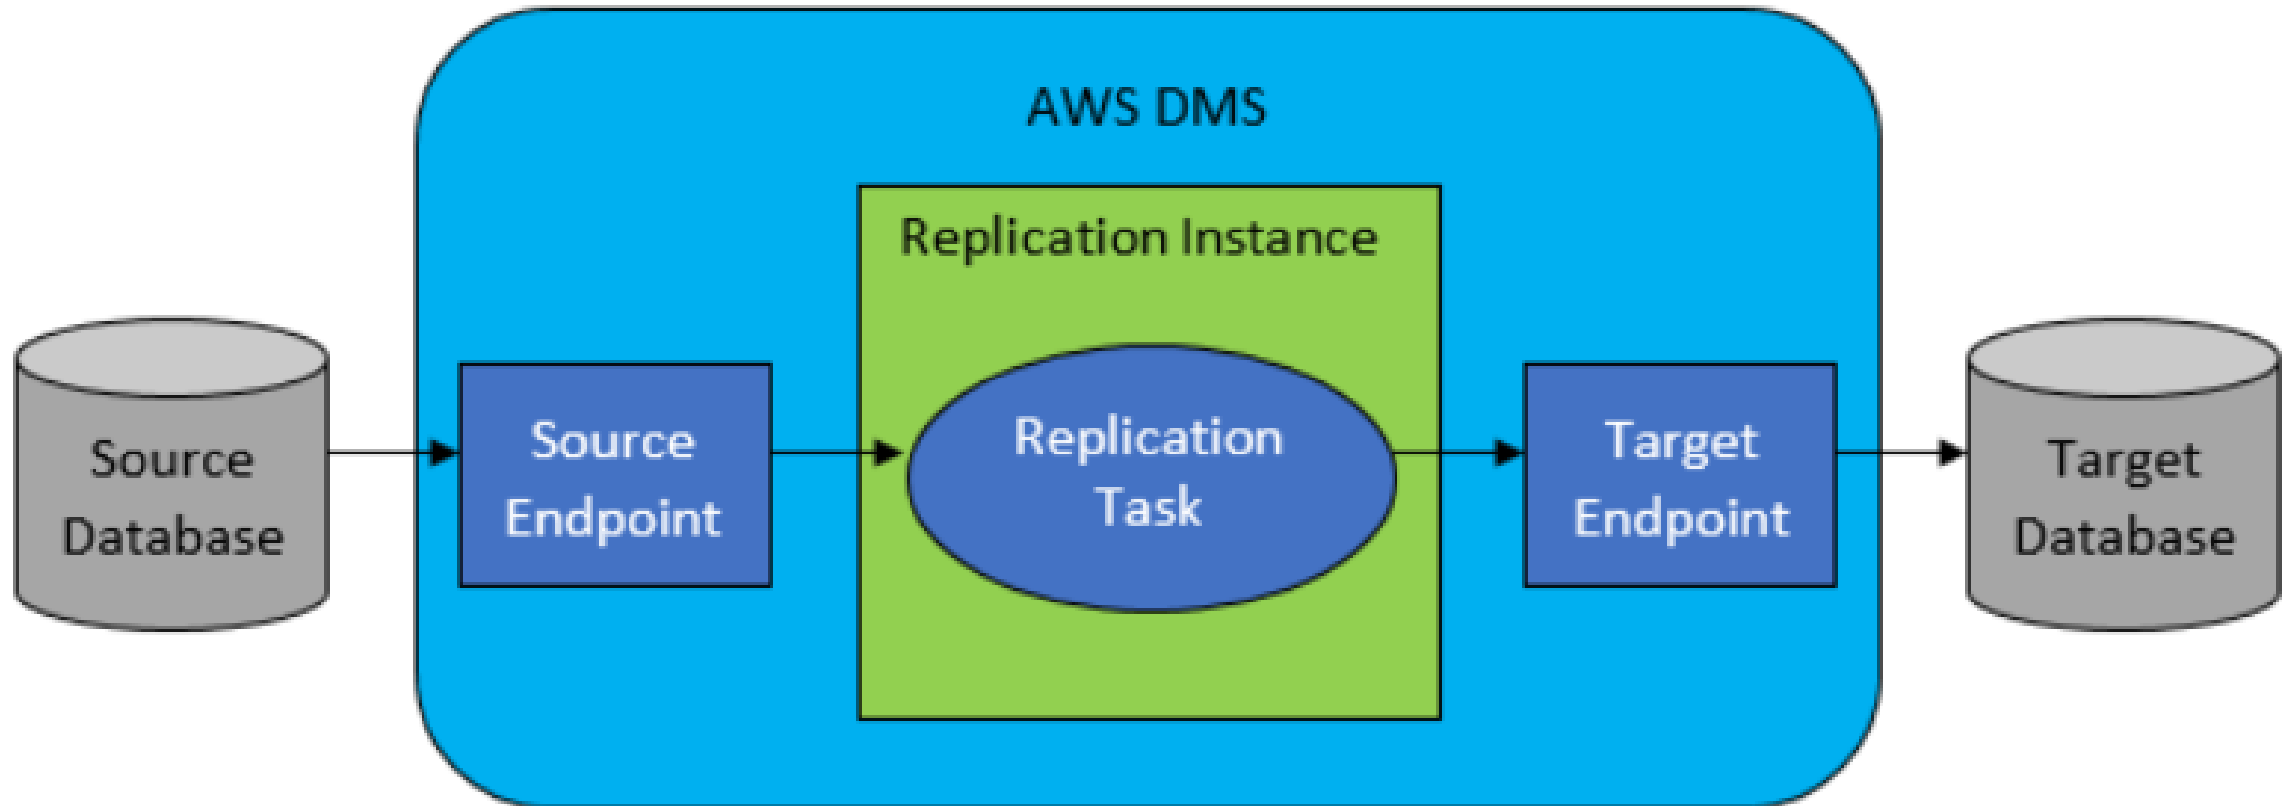 AWS DMS
Replication Instance
Source
Database
Source
Endpoint
Replication
Task
Target
Endpoint
Target
Database